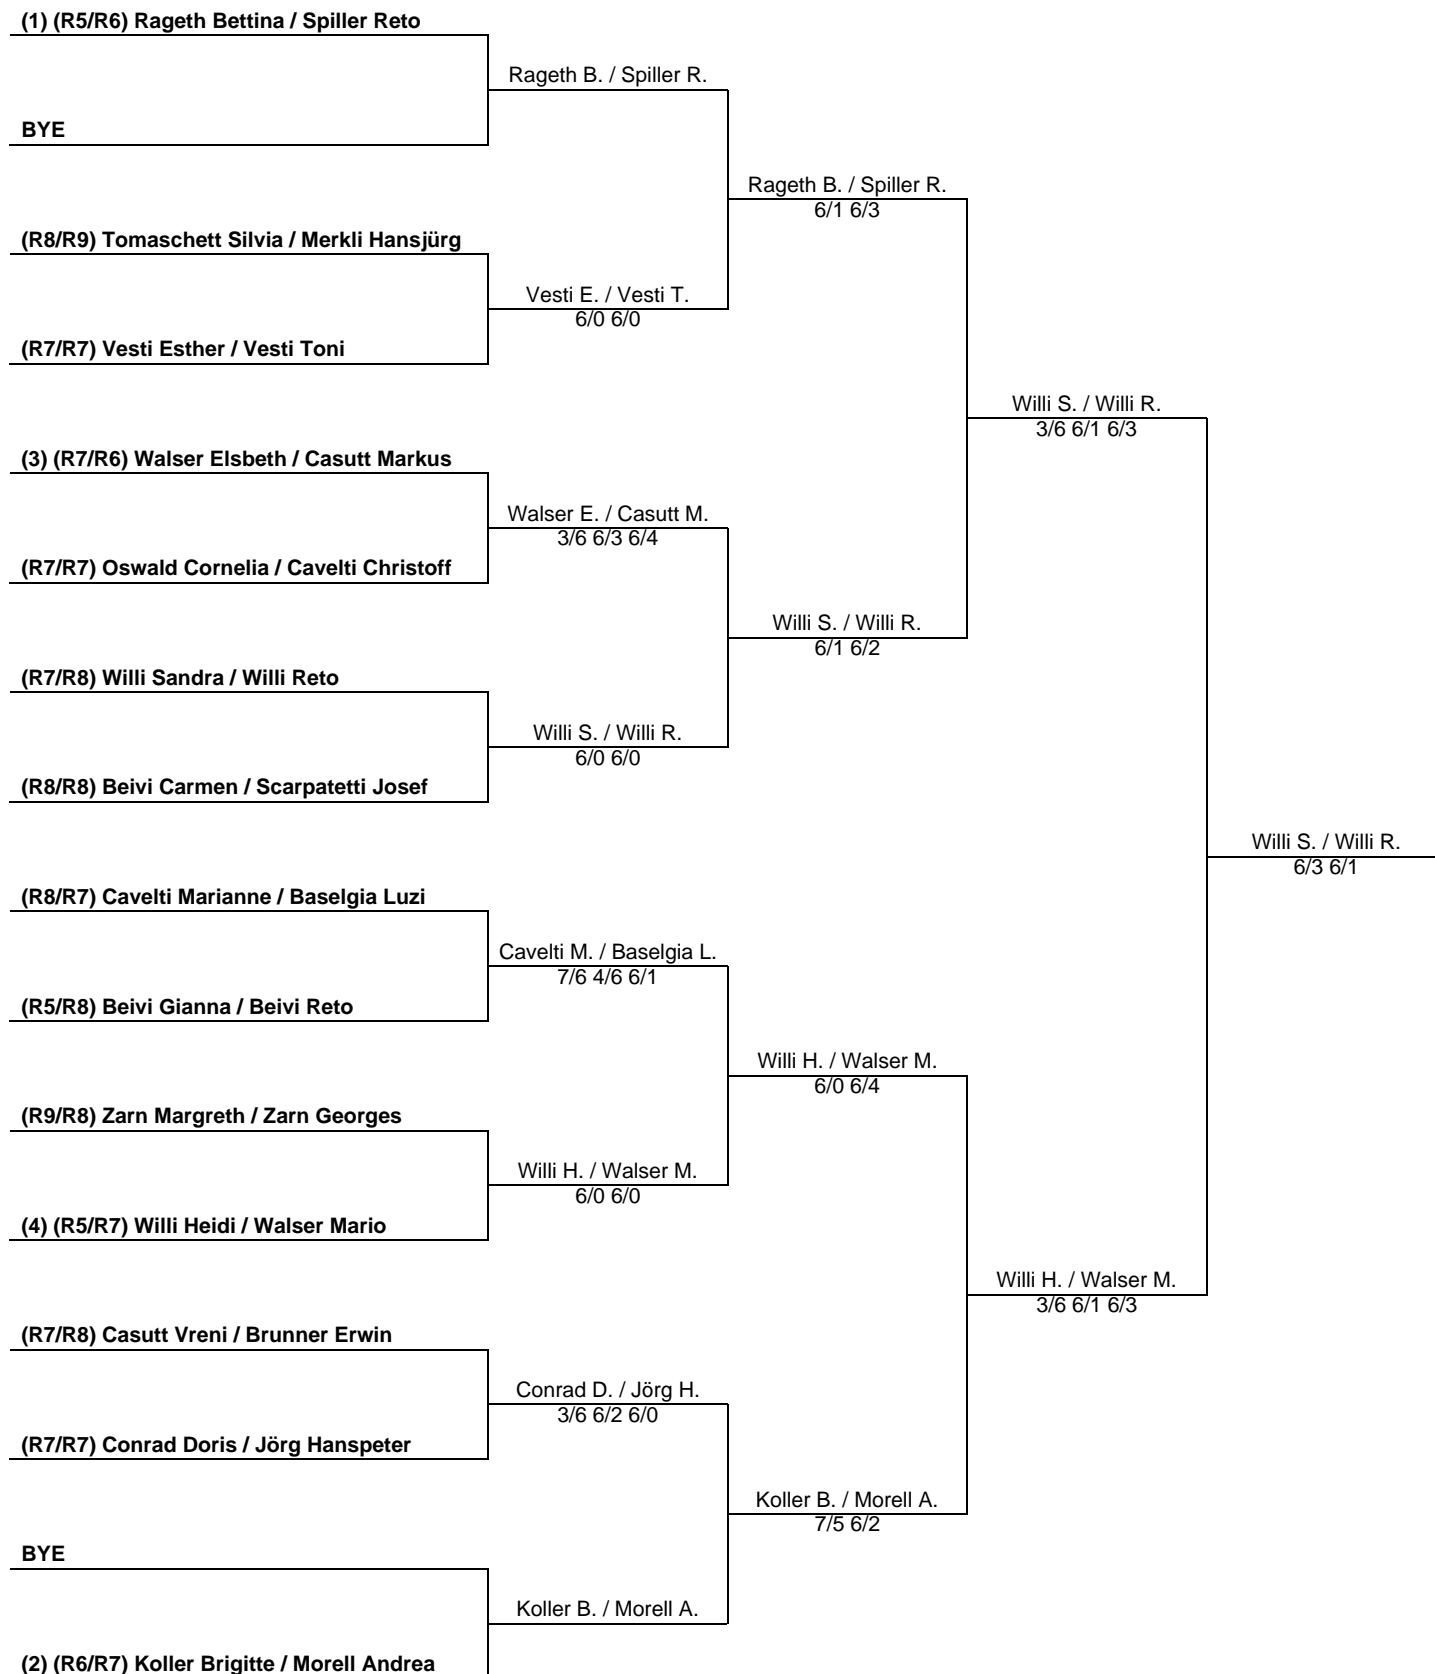 (1) (R5/R6) Rageth Bettina / Spiller Reto
Rageth B. / Spiller R.
BYE
Rageth B. / Spiller R.
6/1 6/3
(R8/R9) Tomaschett Silvia / Merkli Hansjürg
Vesti E. / Vesti T.
6/0 6/0
(R7/R7) Vesti Esther / Vesti Toni
Willi S. / Willi R.
3/6 6/1 6/3
(3) (R7/R6) Walser Elsbeth / Casutt Markus
Walser E. / Casutt M.
3/6 6/3 6/4
(R7/R7) Oswald Cornelia / Cavelti Christoff
Willi S. / Willi R.
6/1 6/2
(R7/R8) Willi Sandra / Willi Reto
Willi S. / Willi R.
6/0 6/0
(R8/R8) Beivi Carmen / Scarpatetti Josef
Willi S. / Willi R.
6/3 6/1
(R8/R7) Cavelti Marianne / Baselgia Luzi
Cavelti M. / Baselgia L.
7/6 4/6 6/1
(R5/R8) Beivi Gianna / Beivi Reto
Willi H. / Walser M.
6/0 6/4
(R9/R8) Zarn Margreth / Zarn Georges
Willi H. / Walser M.
6/0 6/0
(4) (R5/R7) Willi Heidi / Walser Mario
Willi H. / Walser M.
3/6 6/1 6/3
(R7/R8) Casutt Vreni / Brunner Erwin
Conrad D. / Jörg H.
3/6 6/2 6/0
(R7/R7) Conrad Doris / Jörg Hanspeter
Koller B. / Morell A.
7/5 6/2
BYE
Koller B. / Morell A.
(2) (R6/R7) Koller Brigitte / Morell Andrea